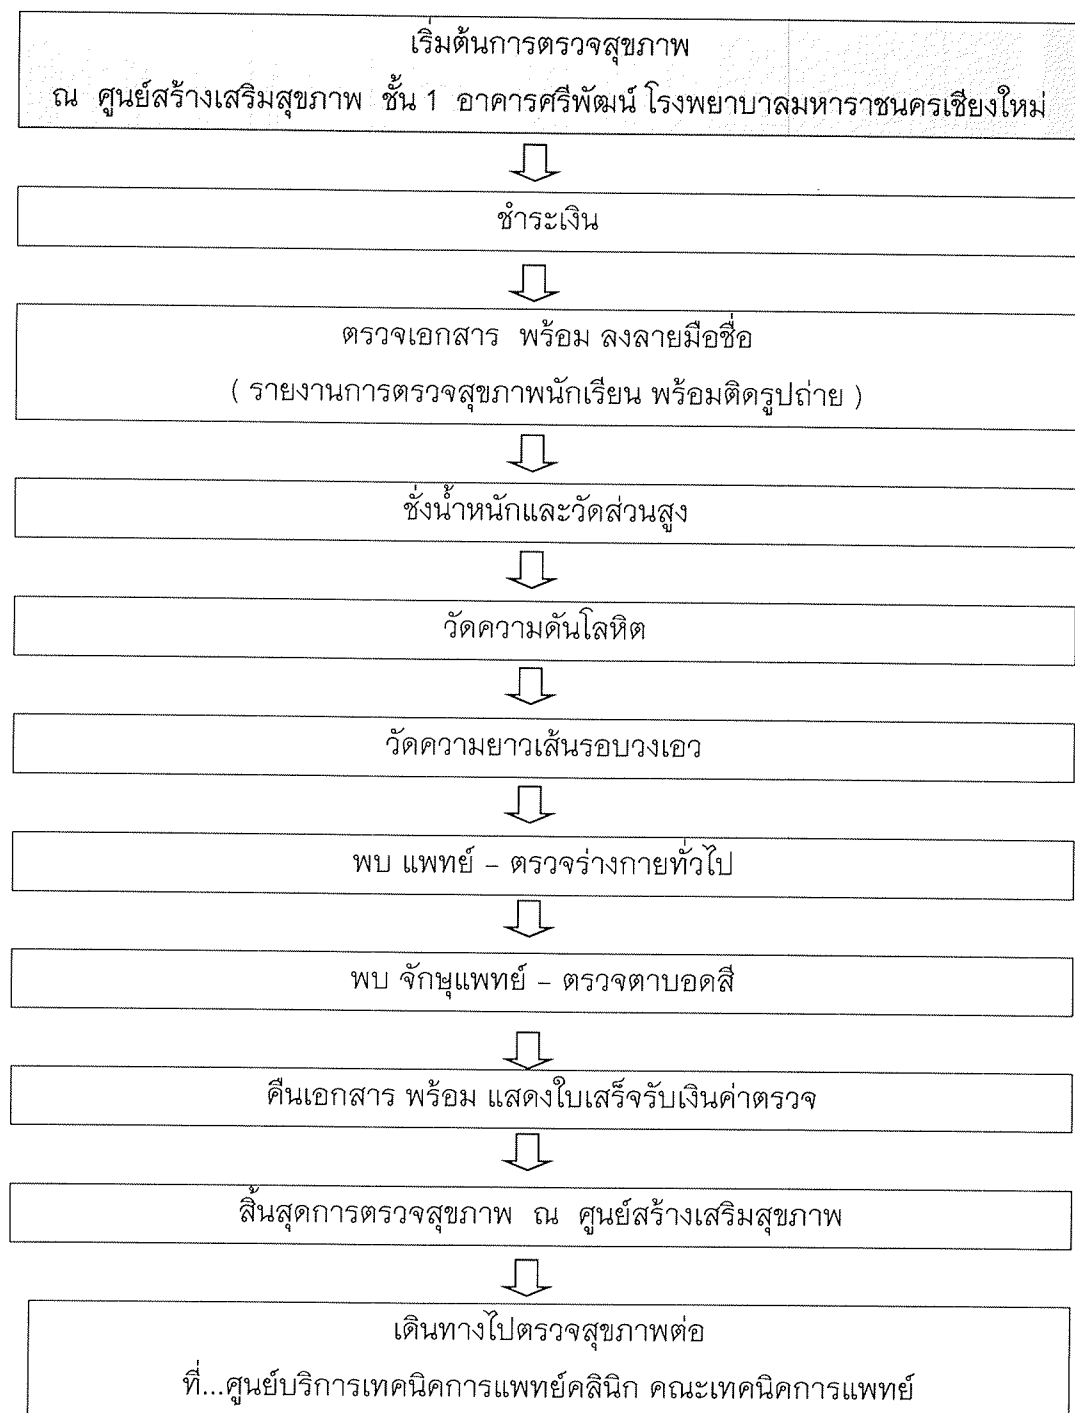 เริ่มต้นการตรวจสุขภาพ
ณ ศูนย์สร้างเสริมสุขภาพ ชั้น 1 อาคารศรีพัฒน์ โรงพยาบาลมหาราชนครเชียงใหม่
ชำระเงิน
ตรวจเอกสาร พร้อม ลงลายมือชื่อ
( รายงานการตรวจสุขภาพนักเรียน พร้อมติดรูปถ่าย )
ชั่งน้ำหนักและวัดส่วนสูง
วัดความดันโลหิต
วัดความยาวเส้นรอบวงเอว
พบ แพทย์ – ตรวจร่างกายทั่วไป
พบ จักษุแพทย์ – ตรวจตาบอดสี
คืนเอกสาร พร้อม แสดงใบเสร็จรับเงินค่าตรวจ
สิ้นสุดการตรวจสุขภาพ ณ ศูนย์สร้างเสริมสุขภาพ
เดินทางไปตรวจสุขภาพต่อ
ที่...ศูนย์บริการเทคนิคการแพทย์คลินิก คณะเทคนิคการแพทย์